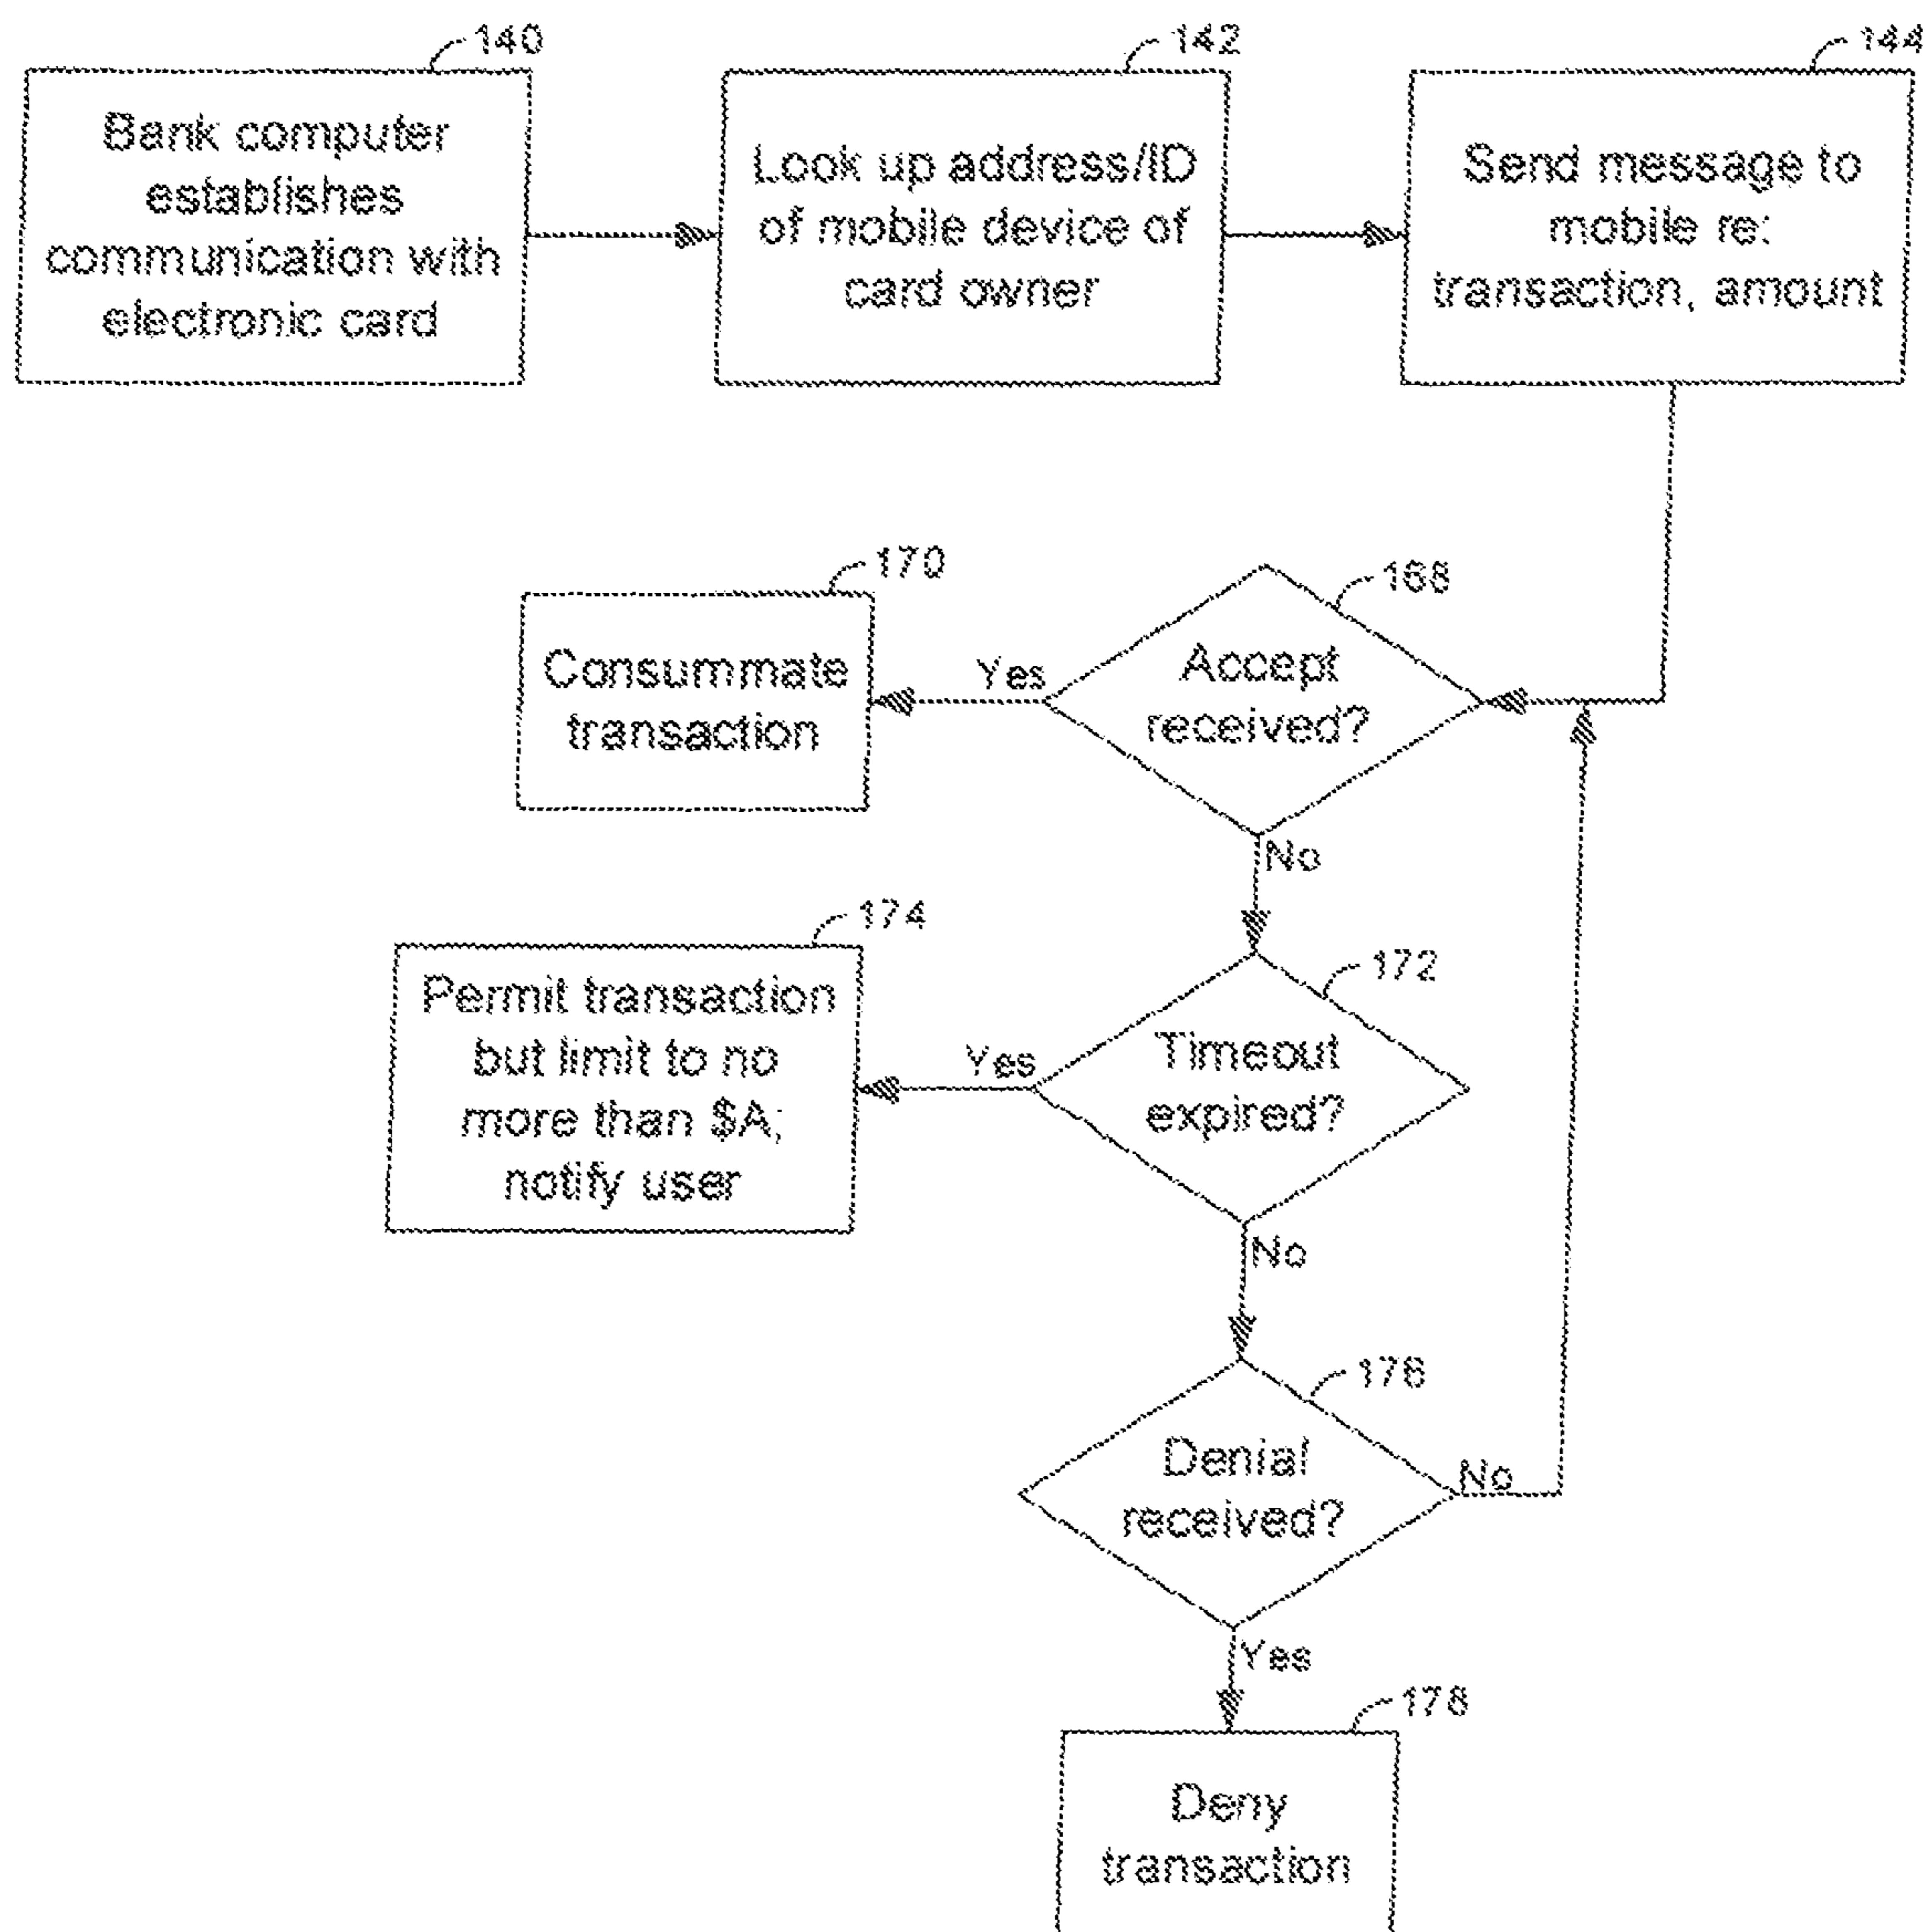 140
Bank computer
establishes
communication with
electronic card
142
Look up address/ID
of mobile device of
card owner
144
Send message to
mobile re:
transaction, amount
170
Consummate
transaction
Yes
168
Accept
received?
No
174
Permit transaction
but limit to no
more than $A;
notify user
Yes
172
Timeout
expired?
No
176
Denial
received?
No
Yes
178
Deny
transaction